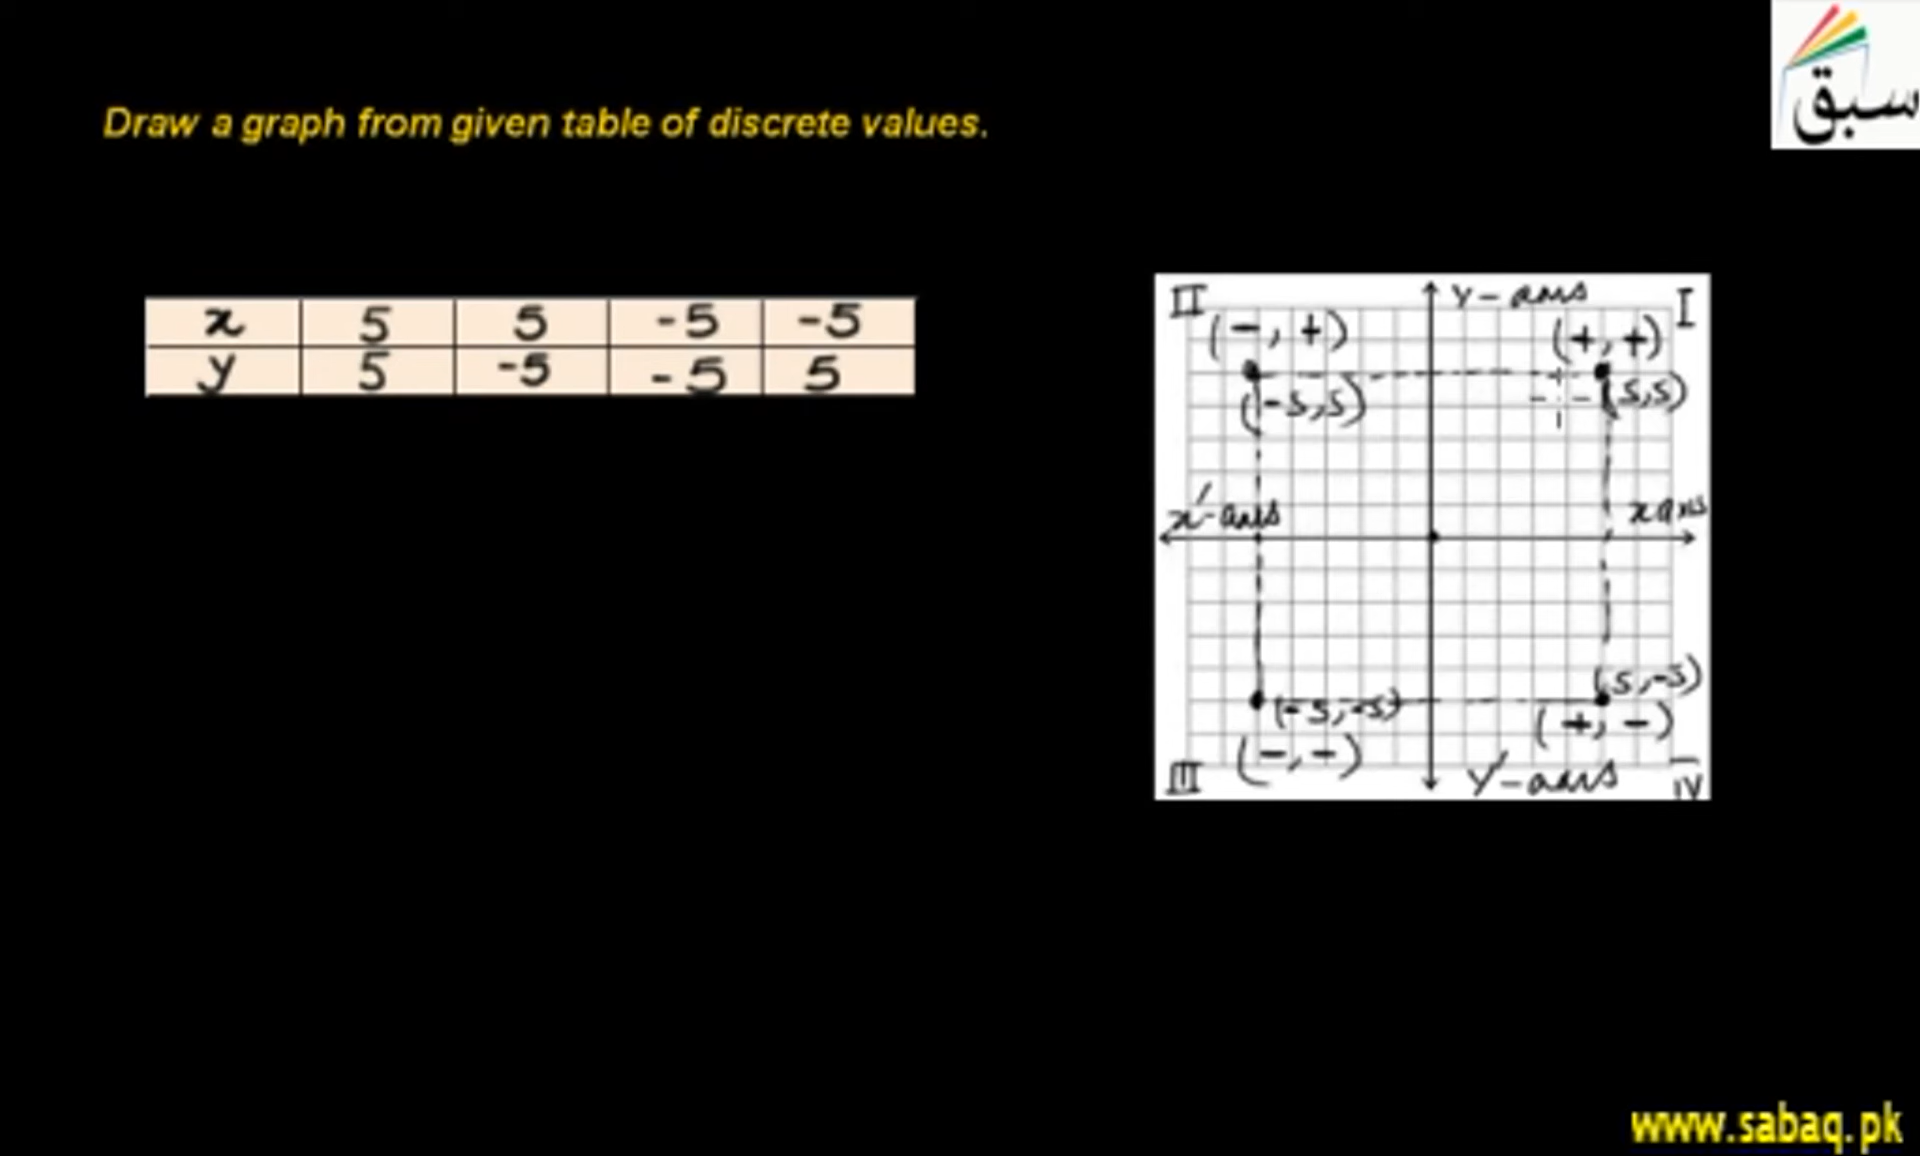 سبق
Draw a graph from given table of discrete values.
x 5 5 -5 -5
y 5 -5 -5 5
II Y-axis I
(-, +) (+, +)
(-5,5) (5,5)
x'-axis x axis
(5,-5)
(-5,-5) (+, -)
(-, -)
III Y'-axis IV
www.sabaq.pk